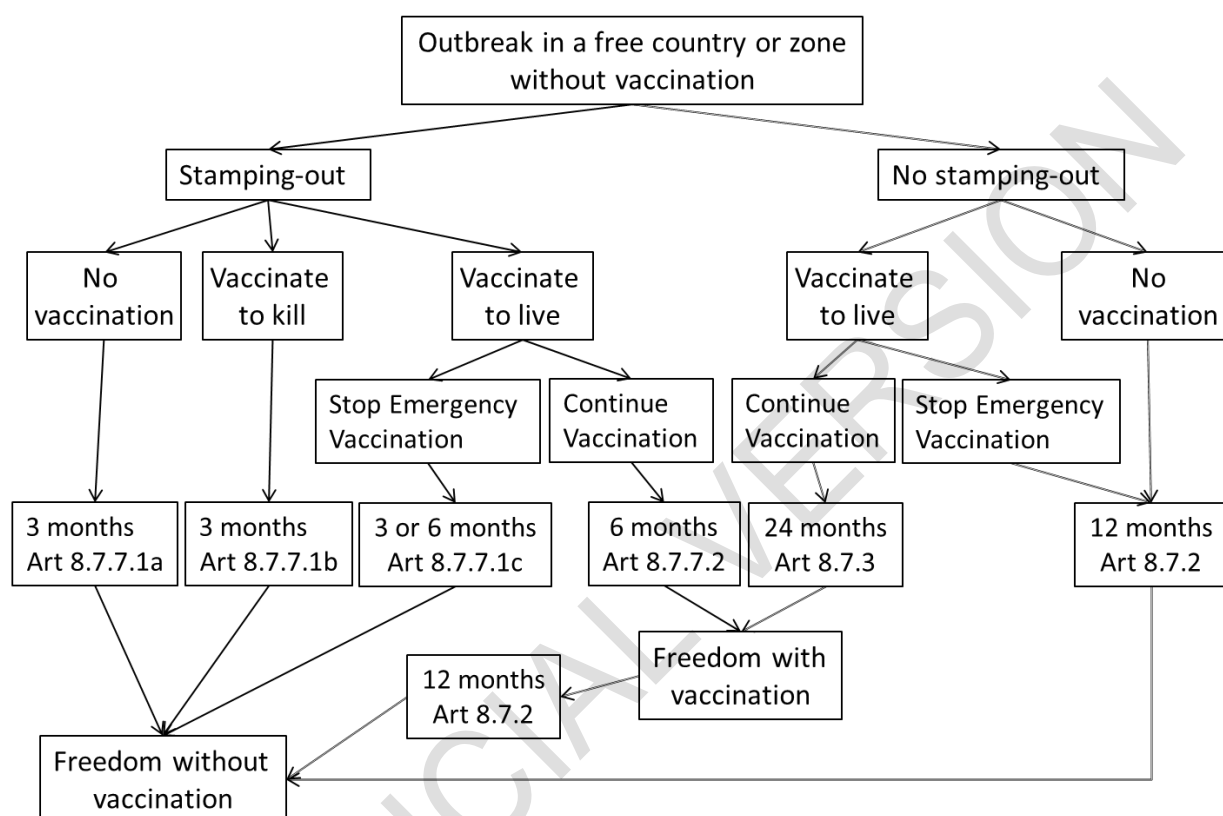 Outbreak in a free country or zone
without vaccination
Stamping-out
No stamping-out
No
vaccination
Vaccinate
to kill
Vaccinate
to live
Vaccinate
to live
No
vaccination
Stop Emergency
Vaccination
Continue
Vaccination
Continue
Vaccination
Stop Emergency
Vaccination
3 months
Art 8.7.7.1a
3 months
Art 8.7.7.1b
3 or 6 months
Art 8.7.7.1c
6 months
Art 8.7.7.2
24 months
Art 8.7.3
12 months
Art 8.7.2
Freedom with
vaccination
12 months
Art 8.7.2
Freedom without
vaccination
CIAL VERSION